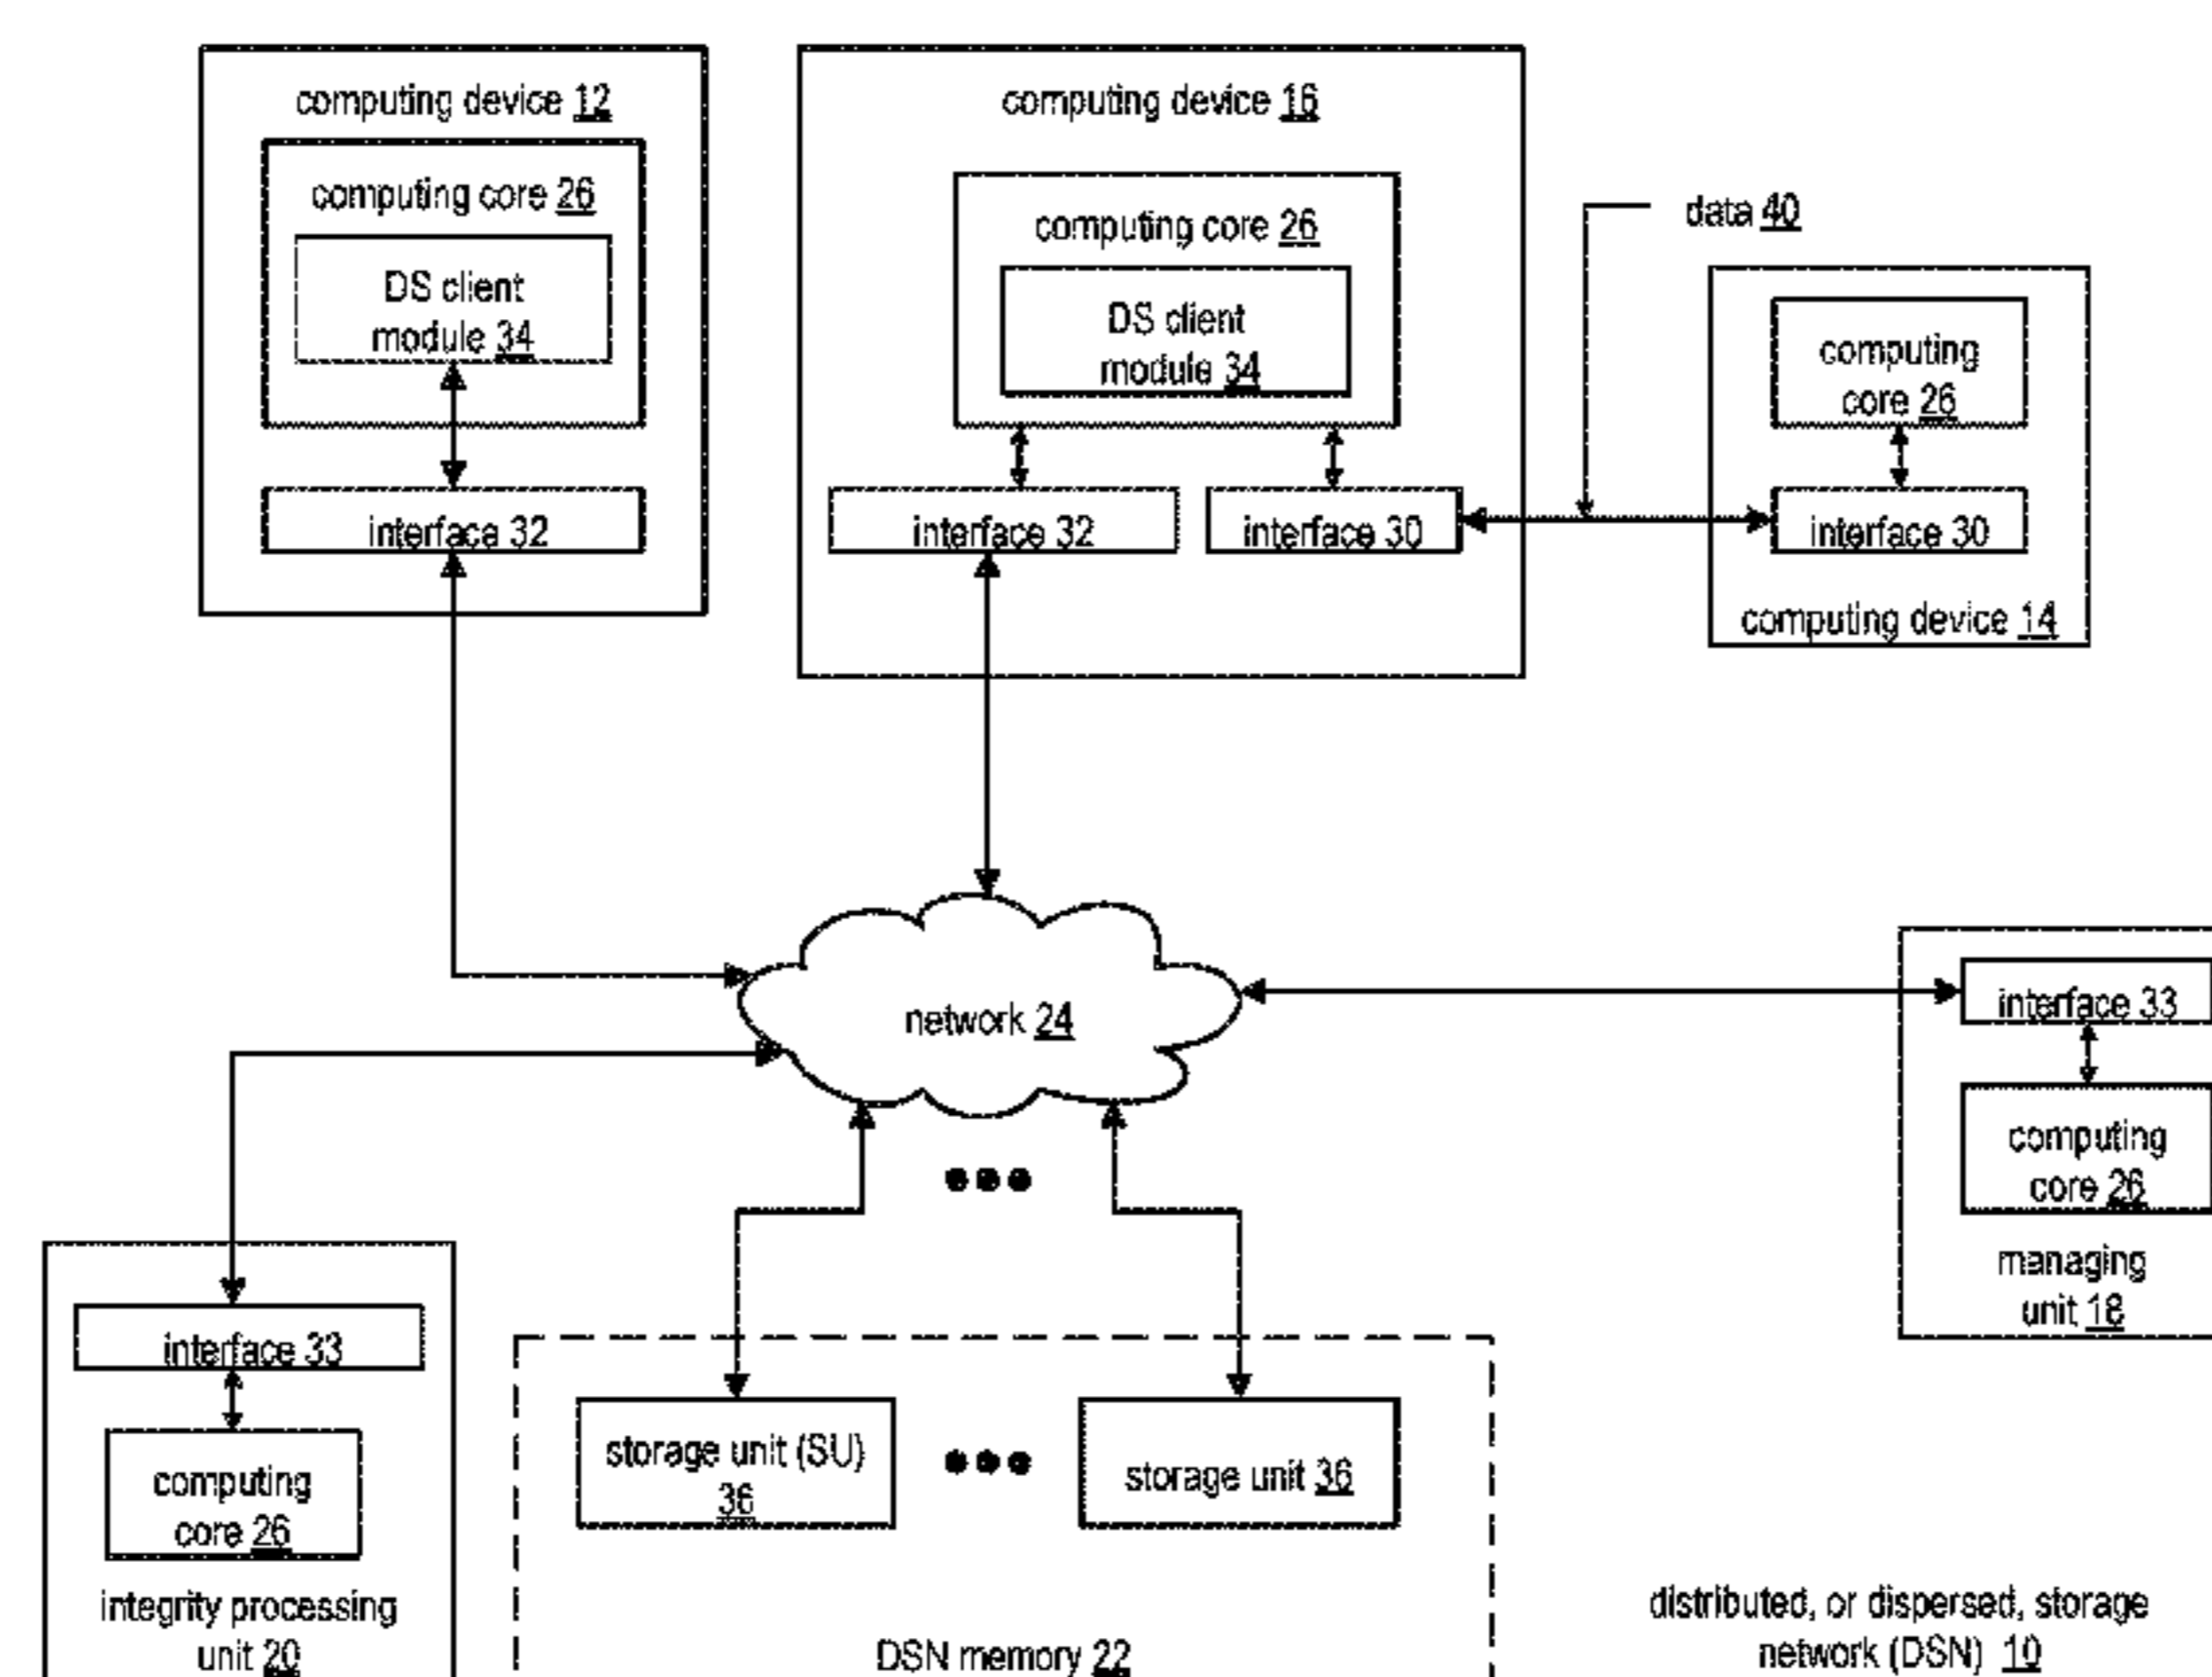 computing device 12
computing core 26
DS client
module 34
interface 32
computing device 16
computing core 26
DS client
module 34
interface 32
interface 30
data 40
computing
core 26
interface 30
computing device 14
network 24
interface 33
computing
core 26
managing
unit 18
interface 33
computing
core 26
integrity processing
unit 20
storage unit (SU)
36
storage unit 36
DSN memory 22
distributed, or dispersed, storage
network (DSN) 10